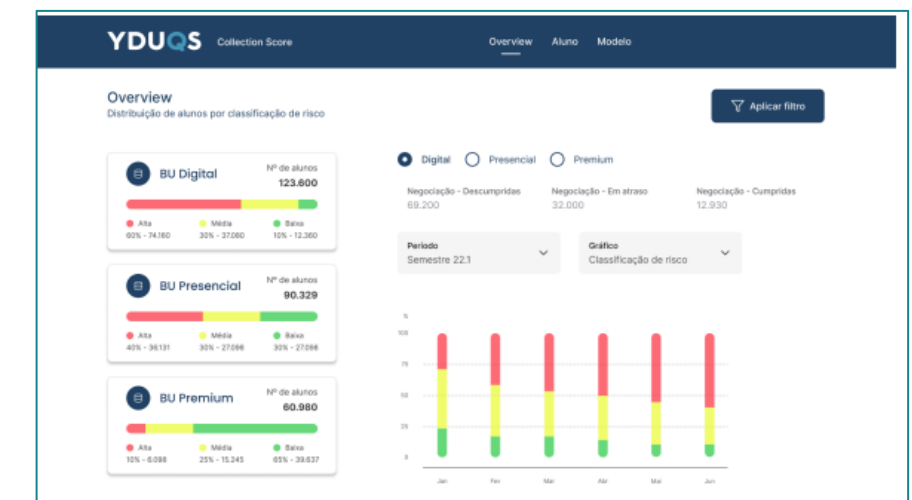 YDUQS Collection Score Overview Aluno Modelo
Overview
Distribuição de alunos por classificação de risco
Aplicar filtro
BU Digital
Nº de alunos
123.600
Alta Média Baixa
60% - 74.160 30% - 37.080 10% - 12.360
BU Presencial
Nº de alunos
90.329
Alta Média Baixa
40% - 36.131 30% - 27.098 30% - 27.098
BU Premium
Nº de alunos
60.980
Alta Média Baixa
10% - 6.098 25% - 15.245 65% - 39.637
Digital Presencial Premium
Negociação - Descumpridas Negociação - Em atraso Negociação - Cumpridas
69.200 32.000 12.930
Período
Semestre 22.1
Gráfico
Classificação de risco
%
100
75
50
25
0
Jan Fev Mar Abr Mai Jun